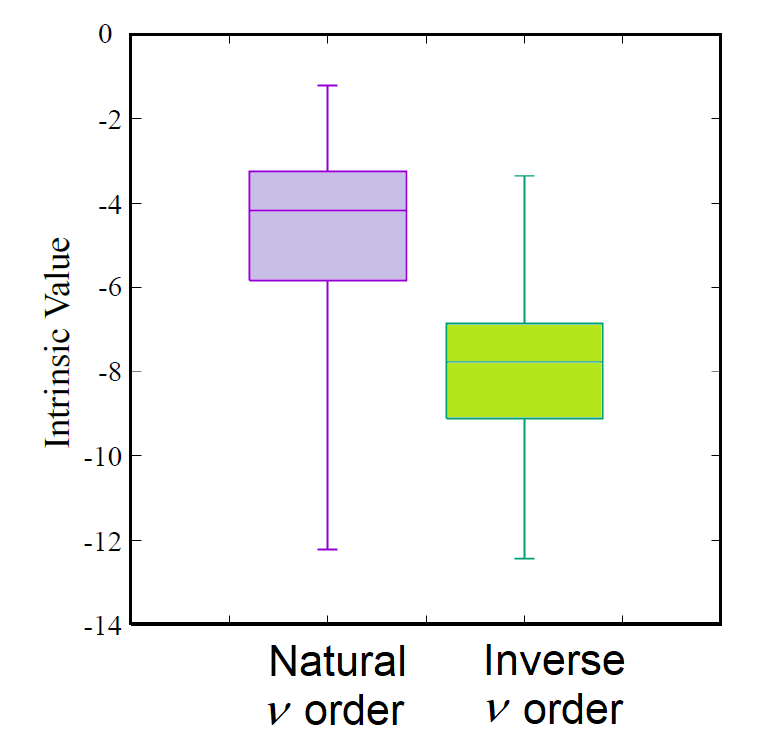 0
-2
-4
-6
-8
-10
-12
-14
Intrinsic Value
Natural
ν order
Inverse
ν order